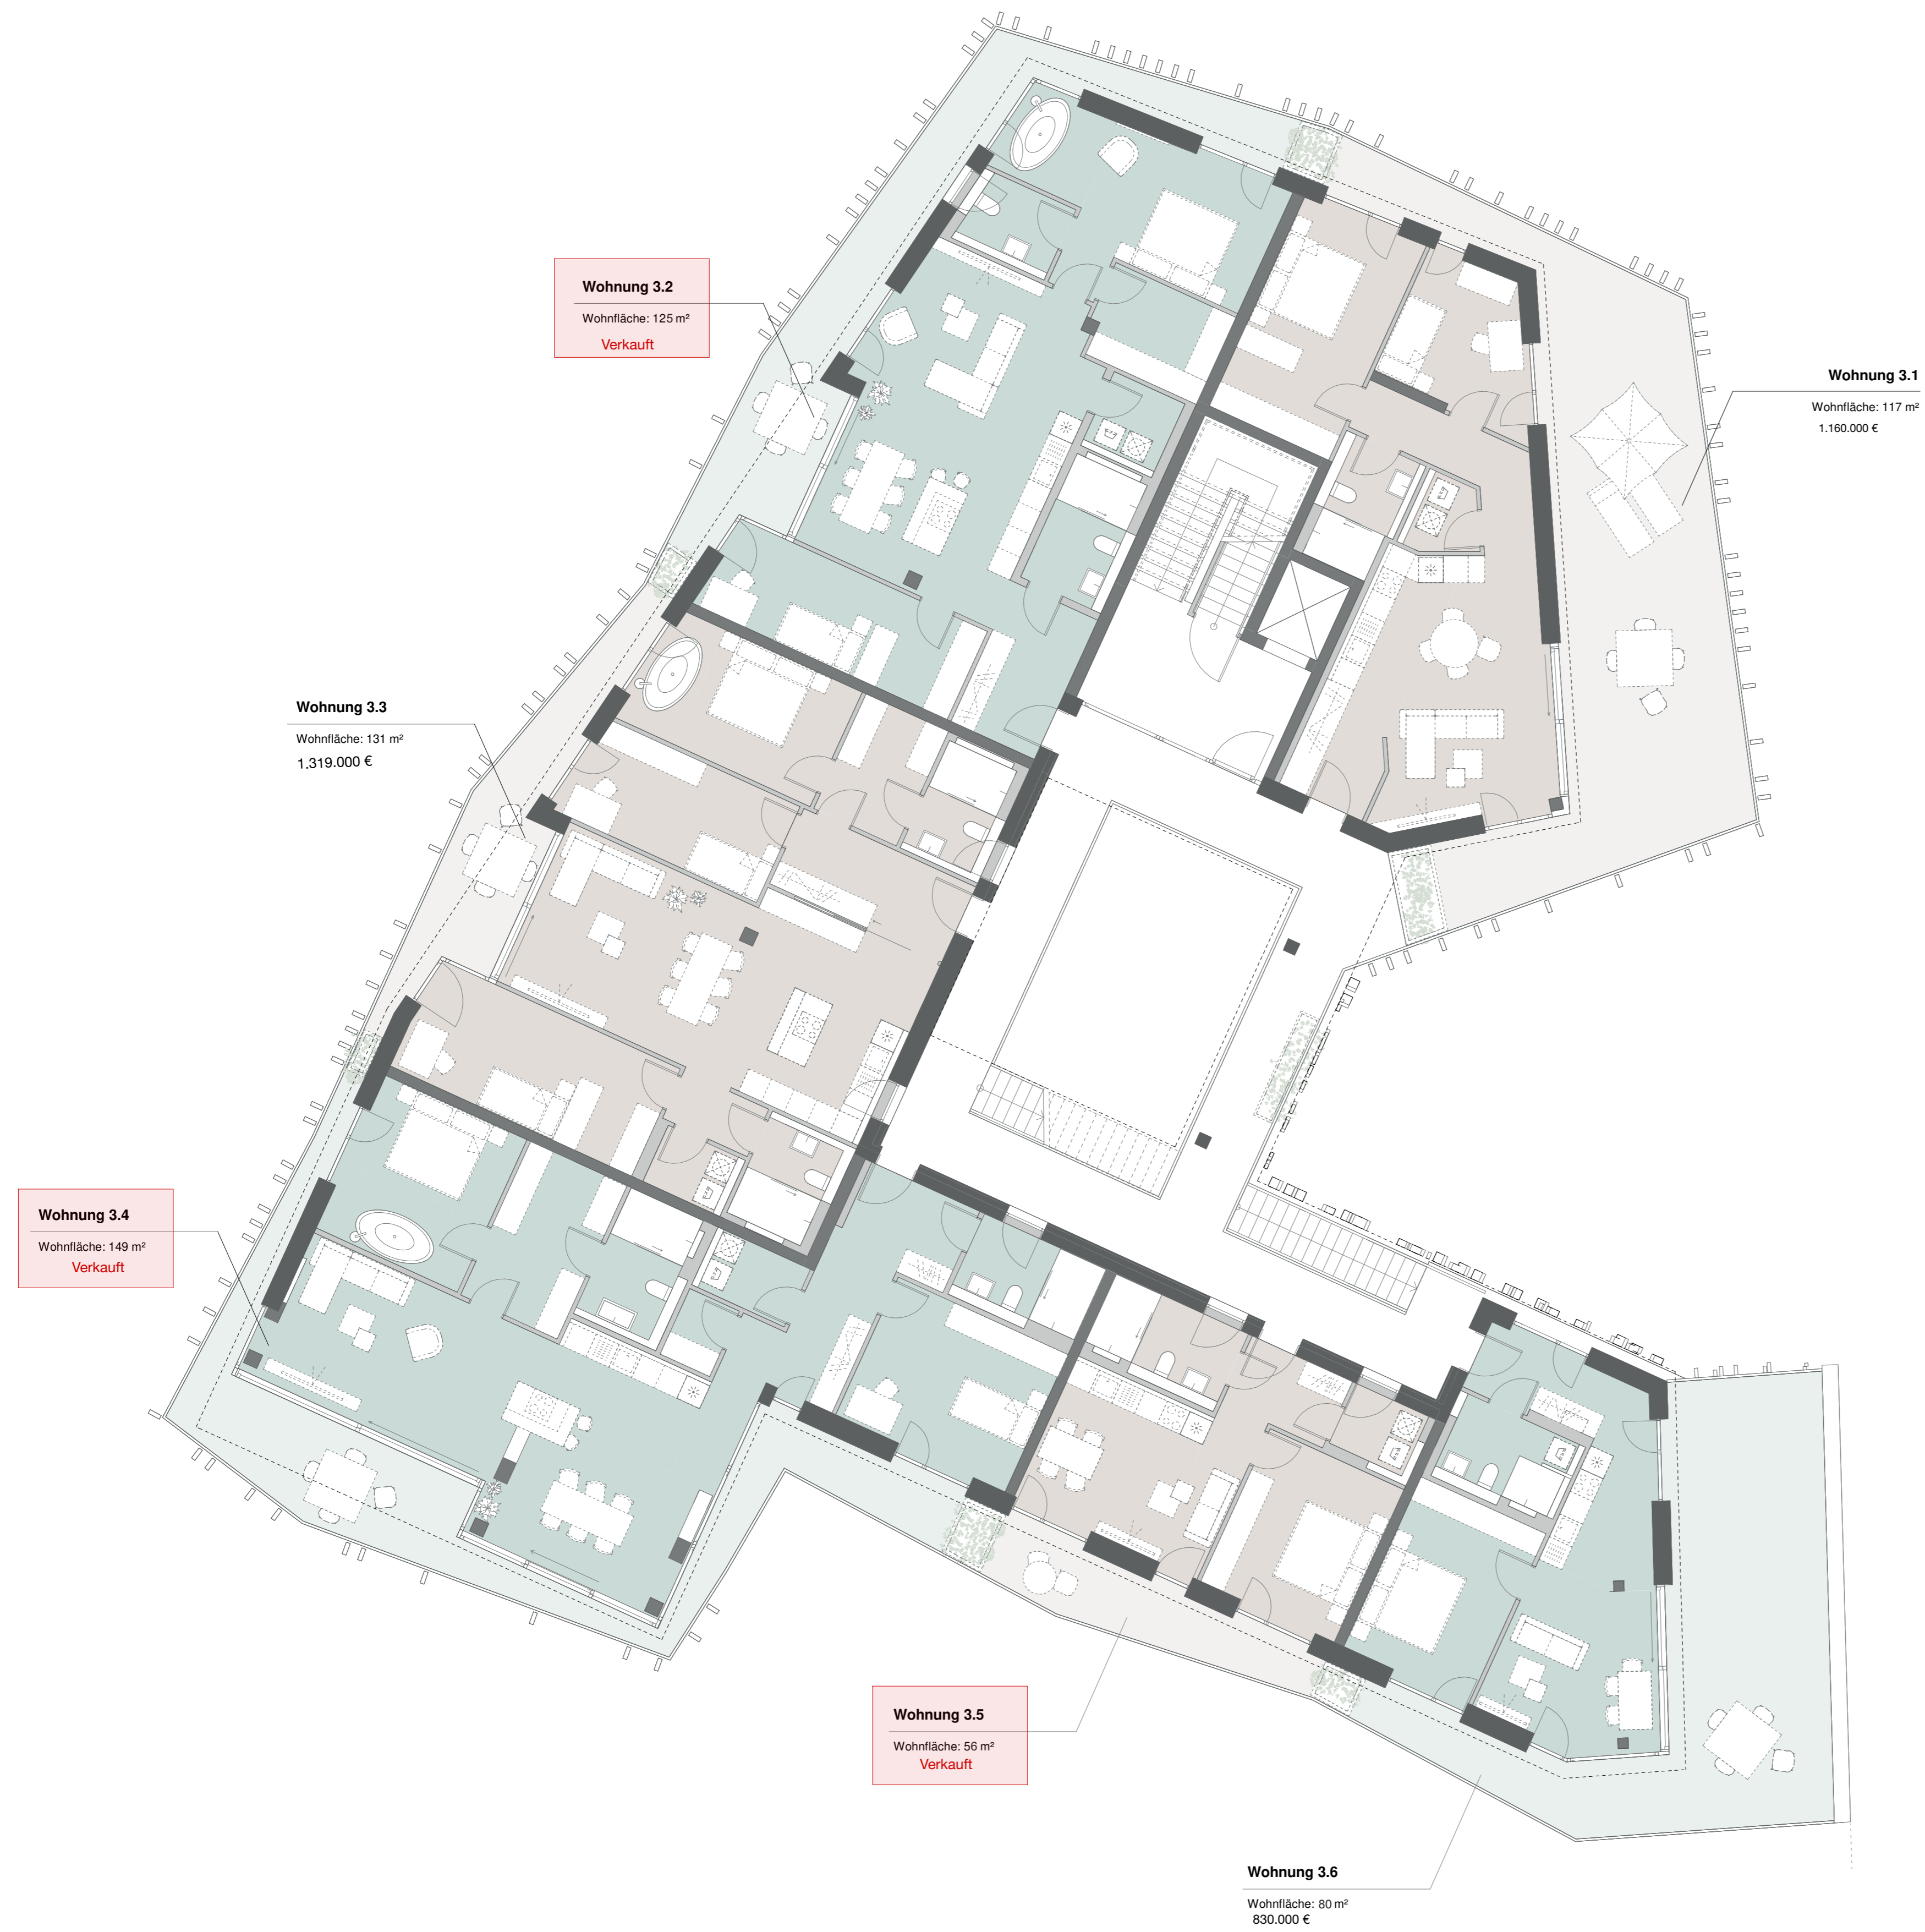 Wohnung 3.2
Wohnfläche: 125 m²
Verkauft
Wohnung 3.1
Wohnfläche: 117 m²
1.160.000 €
Wohnung 3.3
Wohnfläche: 131 m²
1.319.000 €
Wohnung 3.4
Wohnfläche: 149 m²
Verkauft
Wohnung 3.5
Wohnfläche: 56 m²
Verkauft
Wohnung 3.6
Wohnfläche: 80 m²
830.000 €